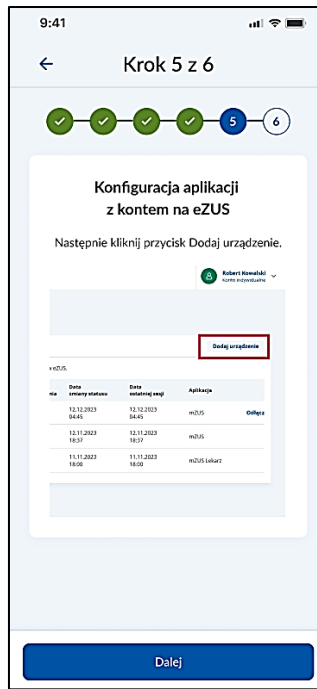 9:41
Krok 5 z 6
5 6
Konfiguracja aplikacji
z kontem na eZUS
Następnie kliknij przycisk Dodaj urządzenie.
Robert Kowalski
Konto indywidualne
Dodaj urządzenie
eZUS.
nia Data zmiany statusu Data ostatniej sesji Aplikacja
12.12.2023 04:45 12.12.2023 04:45 mZUS Odłącz
12.11.2023 18:37 12.11.2023 18:37 mZUS
11.11.2023 18:00 11.11.2023 18:00 mZUS Lekarz
Dalej